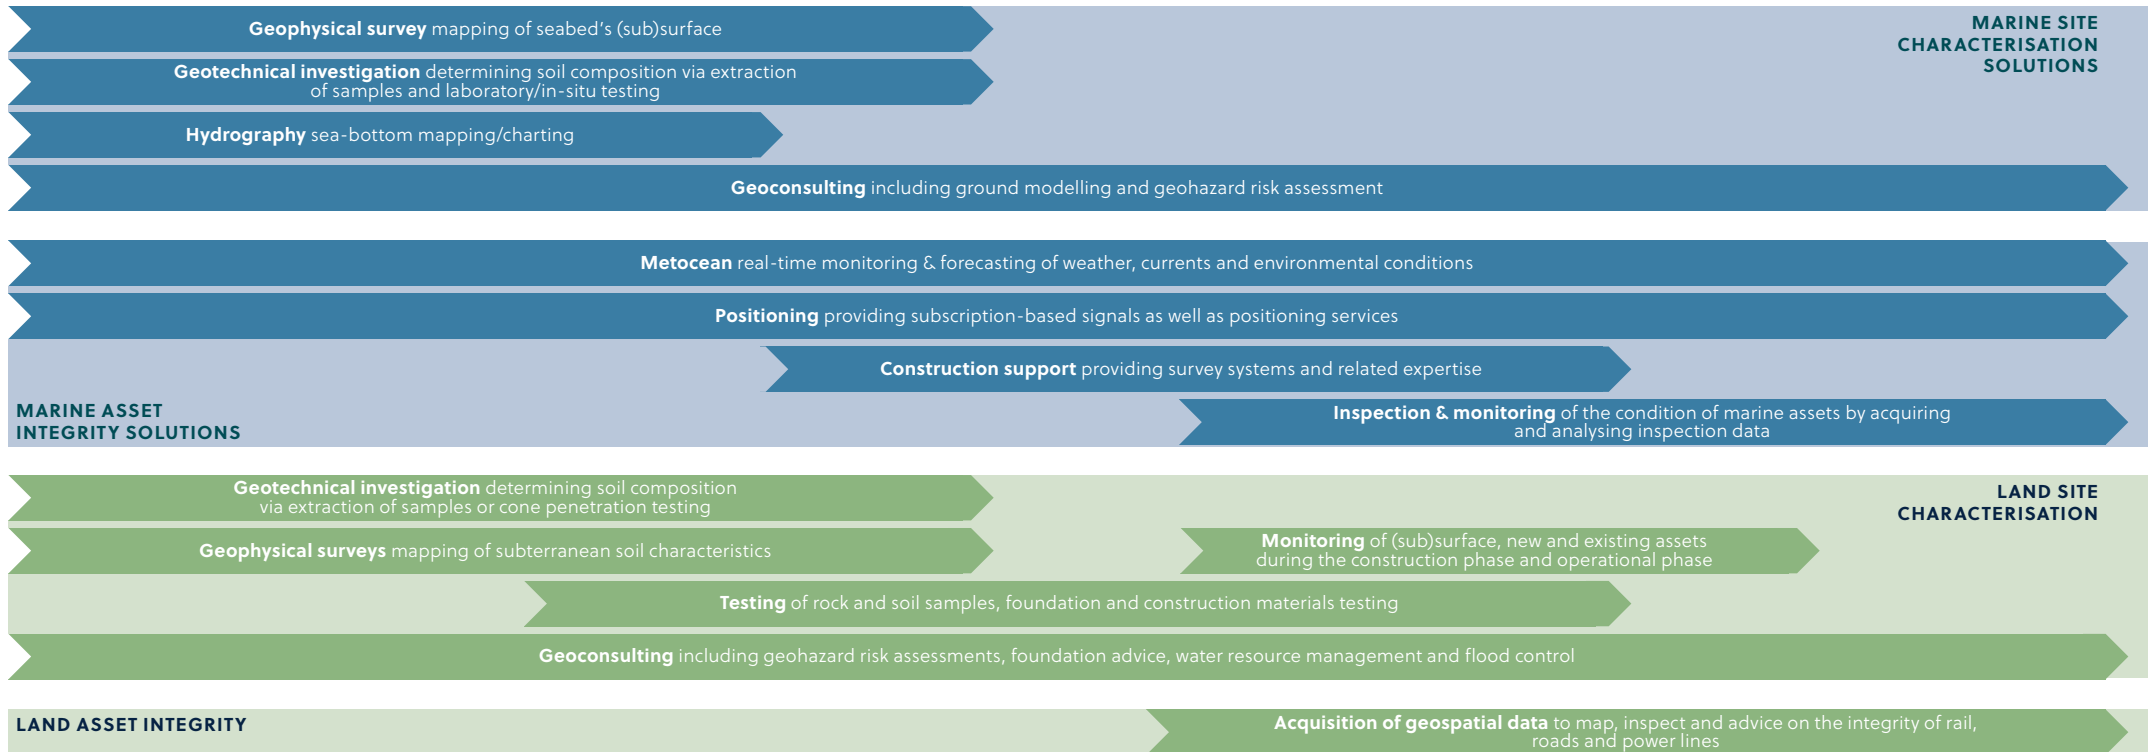 Geophysical survey mapping of seabed's (sub)surface
MARINE SITE
CHARACTERISATION
SOLUTIONS
Geotechnical investigation determining soil composition via extraction
of samples and laboratory/in-situ testing
Hydrography sea-bottom mapping/charting
Geoconsulting including ground modelling and geohazard risk assessment
Metocean real-time monitoring & forecasting of weather, currents and environmental conditions
Positioning providing subscription-based signals as well as positioning services
Construction support providing survey systems and related expertise
MARINE ASSET
INTEGRITY SOLUTIONS
Inspection & monitoring of the condition of marine assets by acquiring
and analysing inspection data
Geotechnical investigation determining soil composition
via extraction of samples or cone penetration testing
LAND SITE
CHARACTERISATION
Geophysical surveys mapping of subterranean soil characteristics
Monitoring of (sub)surface, new and existing assets
during the construction phase and operational phase
Testing of rock and soil samples, foundation and construction materials testing
Geoconsulting including geohazard risk assessments, foundation advice, water resource management and flood control
LAND ASSET INTEGRITY
Acquisition of geospatial data to map, inspect and advice on the integrity of rail,
roads and power lines